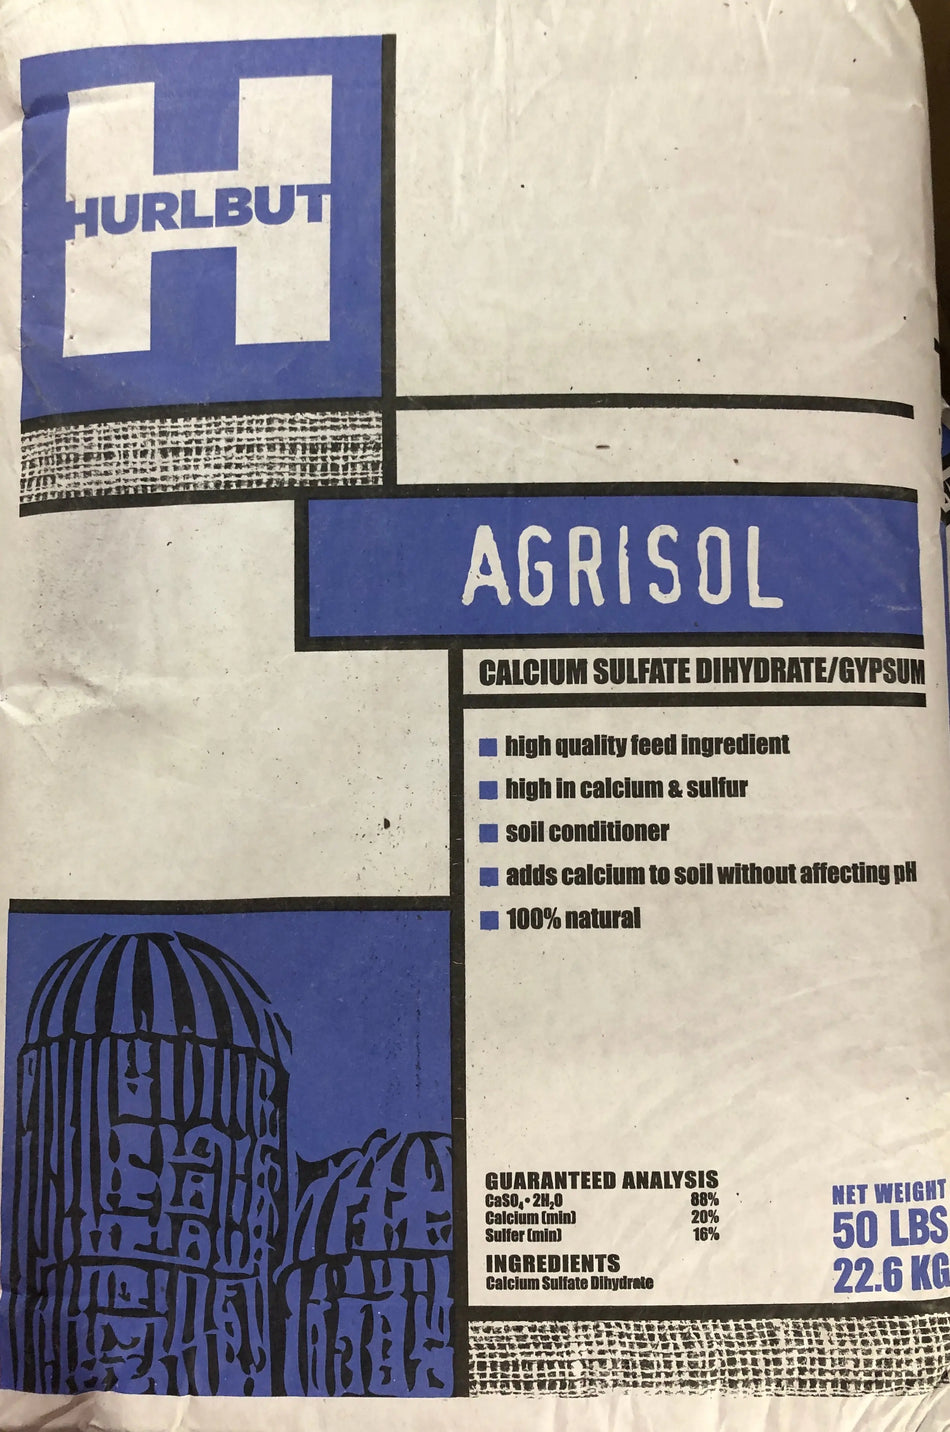 HURLBUT
AGRISOL
CALCIUM SULFATE DIHYDRATE/GYPSUM
high quality feed ingredient
high in calcium & sulfur
soil conditioner
adds calcium to soil without affecting pH
100% natural
GUARANTEED ANALYSIS
CaSO₄•2H₂O 88%
Calcium (min) 20%
Sulfer (min) 16%
INGREDIENTS
Calcium Sulfate Dihydrate
NET WEIGHT
50 LBS
22.6 KG